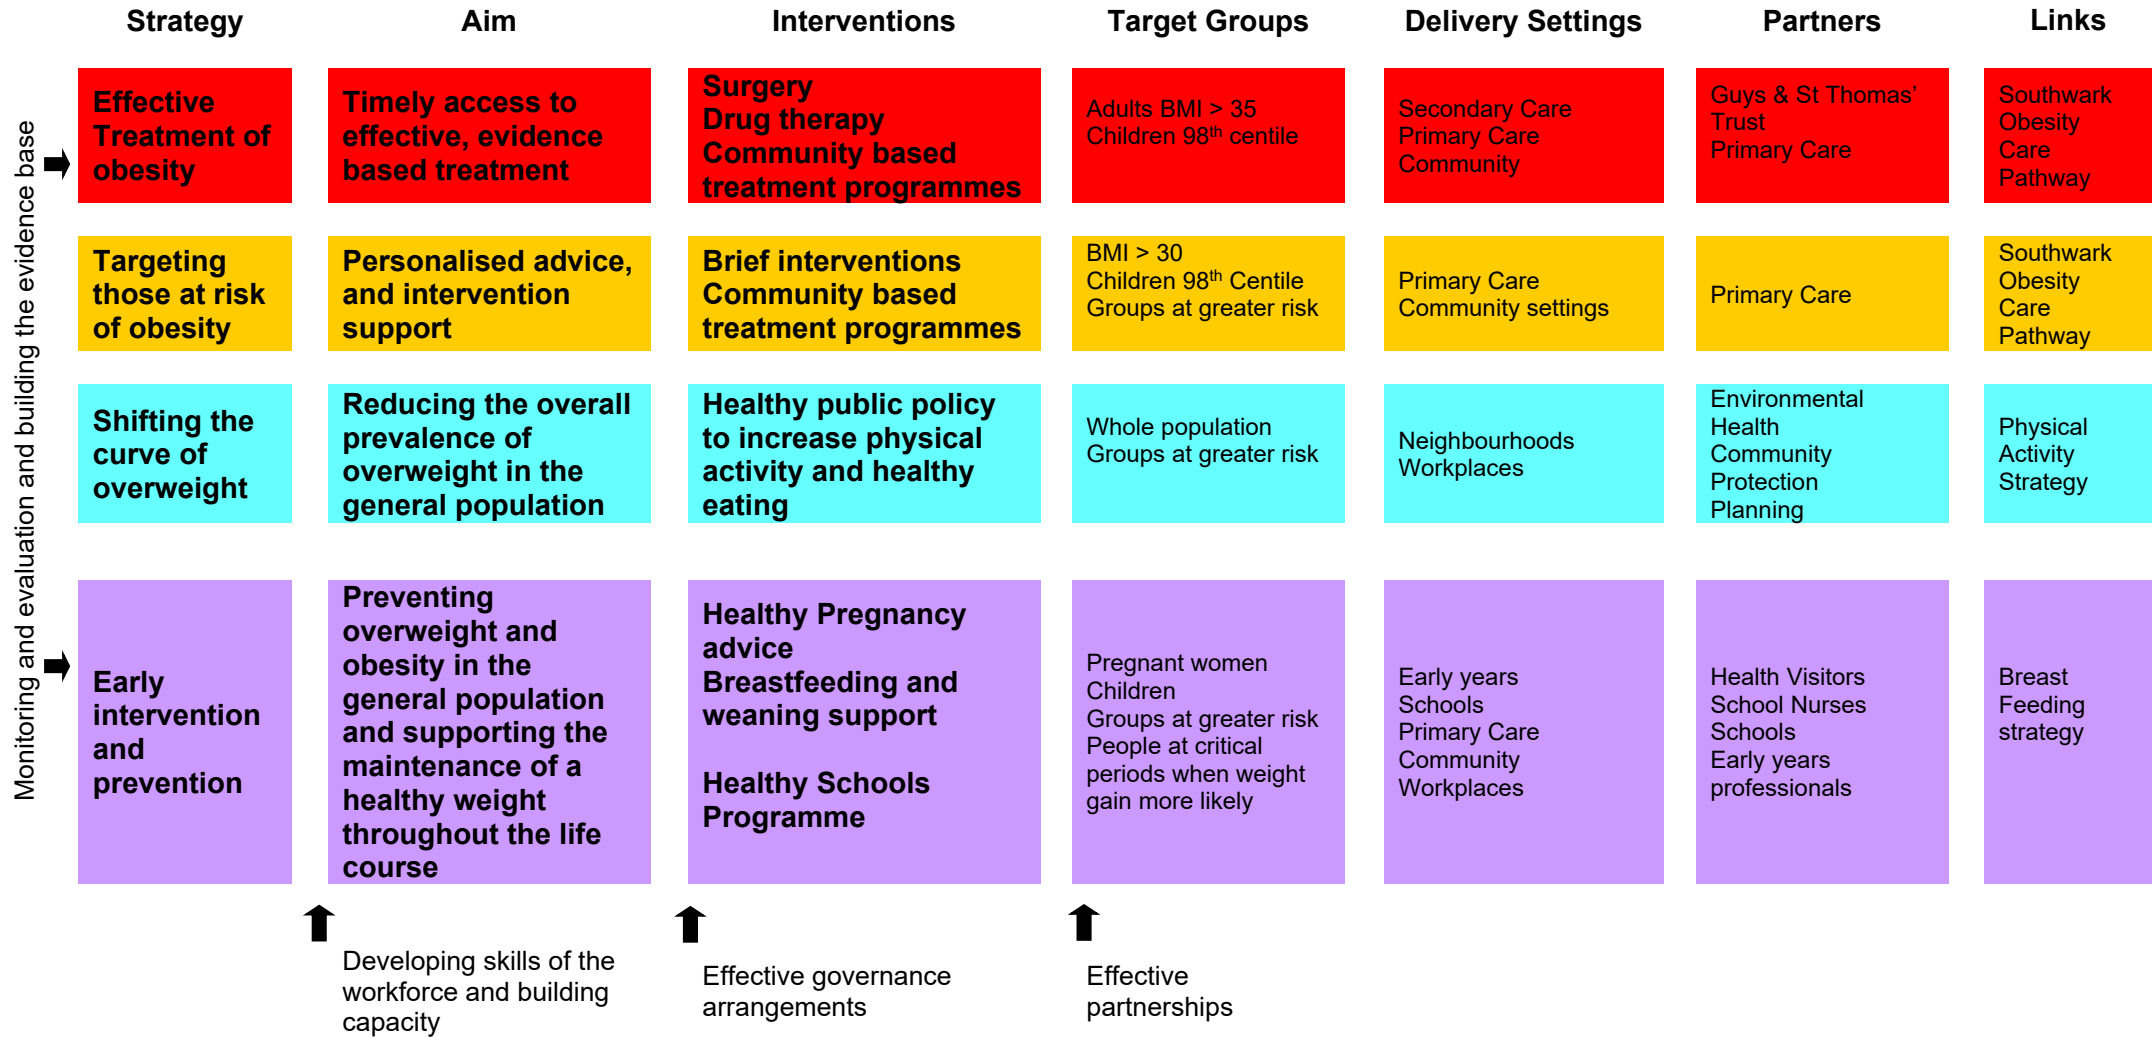 Strategy
Aim
Interventions
Target Groups
Delivery Settings
Partners
Links
Monitoring and evaluation and building the evidence base
Effective
Treatment of
obesity
Timely access to
effective, evidence
based treatment
Surgery
Drug therapy
Community based
treatment programmes
Adults BMI > 35
Children 98th centile
Secondary Care
Primary Care
Community
Guys & St Thomas’
Trust
Primary Care
Southwark
Obesity
Care
Pathway
Targeting
those at risk
of obesity
Personalised advice,
and intervention
support
Brief interventions
Community based
treatment programmes
BMI > 30
Children 98th Centile
Groups at greater risk
Primary Care
Community settings
Primary Care
Southwark
Obesity
Care
Pathway
Shifting the
curve of
overweight
Reducing the overall
prevalence of
overweight in the
general population
Healthy public policy
to increase physical
activity and healthy
eating
Whole population
Groups at greater risk
Neighbourhoods
Workplaces
Environmental
Health
Community
Protection
Planning
Physical
Activity
Strategy
Early
intervention
and
prevention
Preventing
overweight and
obesity in the
general population
and supporting the
maintenance of a
healthy weight
throughout the life
course
Healthy Pregnancy
advice
Breastfeeding and
weaning support
Healthy Schools
Programme
Pregnant women
Children
Groups at greater risk
People at critical
periods when weight
gain more likely
Early years
Schools
Primary Care
Community
Workplaces
Health Visitors
School Nurses
Schools
Early years
professionals
Breast
Feeding
strategy
Developing skills of the
workforce and building
capacity
Effective governance
arrangements
Effective
partnerships